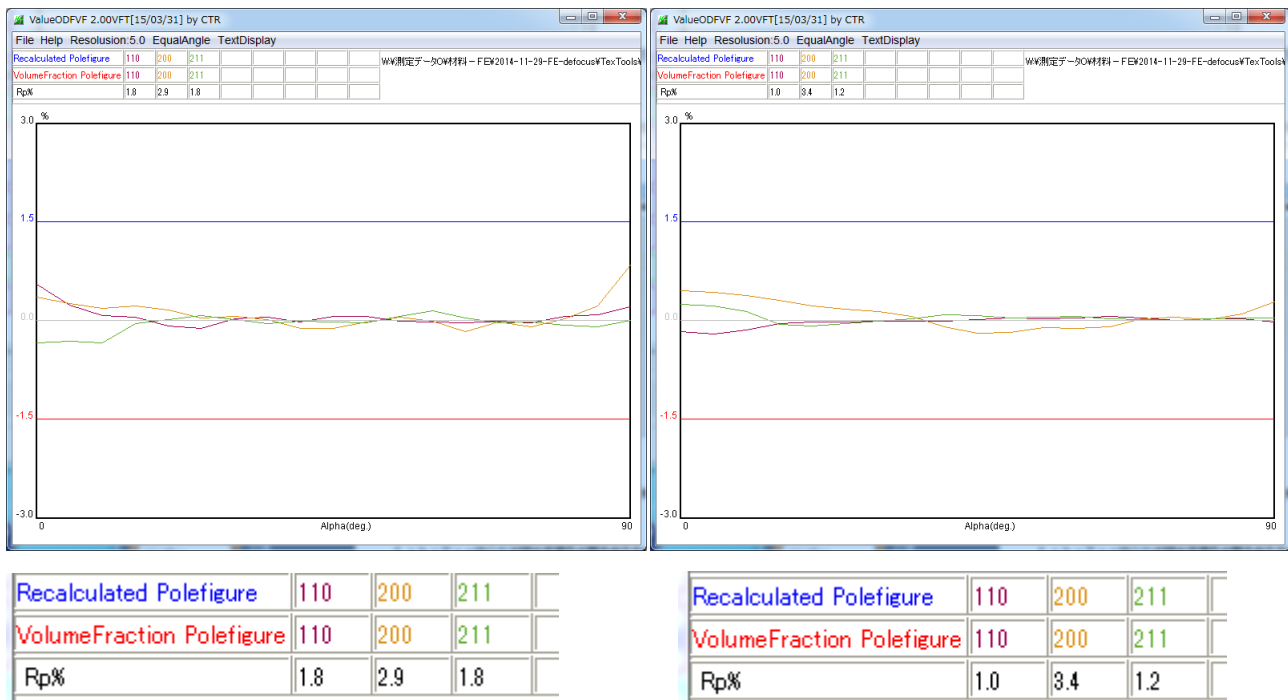 ValueODFVF 2.00VFT[15/03/31] by CTR
File Help Resolusion:5.0 EqualAngle TextDisplay
Recalculated Polefigure 110 200 211
VolumeFraction Polefigure 110 200 211
Rp% 1.8 2.9 1.8
W:¥測定データO¥材料-FE¥2014-11-29-FE-defocus¥TexTools¥
3.0 %
1.5
0.0
-1.5
-3.0
0 Alpha(deg.) 90
ValueODFVF 2.00VFT[15/03/31] by CTR
File Help Resolusion:5.0 EqualAngle TextDisplay
Recalculated Polefigure 110 200 211
VolumeFraction Polefigure 110 200 211
Rp% 1.0 3.4 1.2
W:¥測定データO¥材料-FE¥2014-11-29-FE-defocus¥TexTools¥
3.0 %
1.5
0.0
-1.5
-3.0
0 Alpha(deg.) 90
Recalculated Polefigure 110 200 211
VolumeFraction Polefigure 110 200 211
Rp% 1.8 2.9 1.8
Recalculated Polefigure 110 200 211
VolumeFraction Polefigure 110 200 211
Rp% 1.0 3.4 1.2